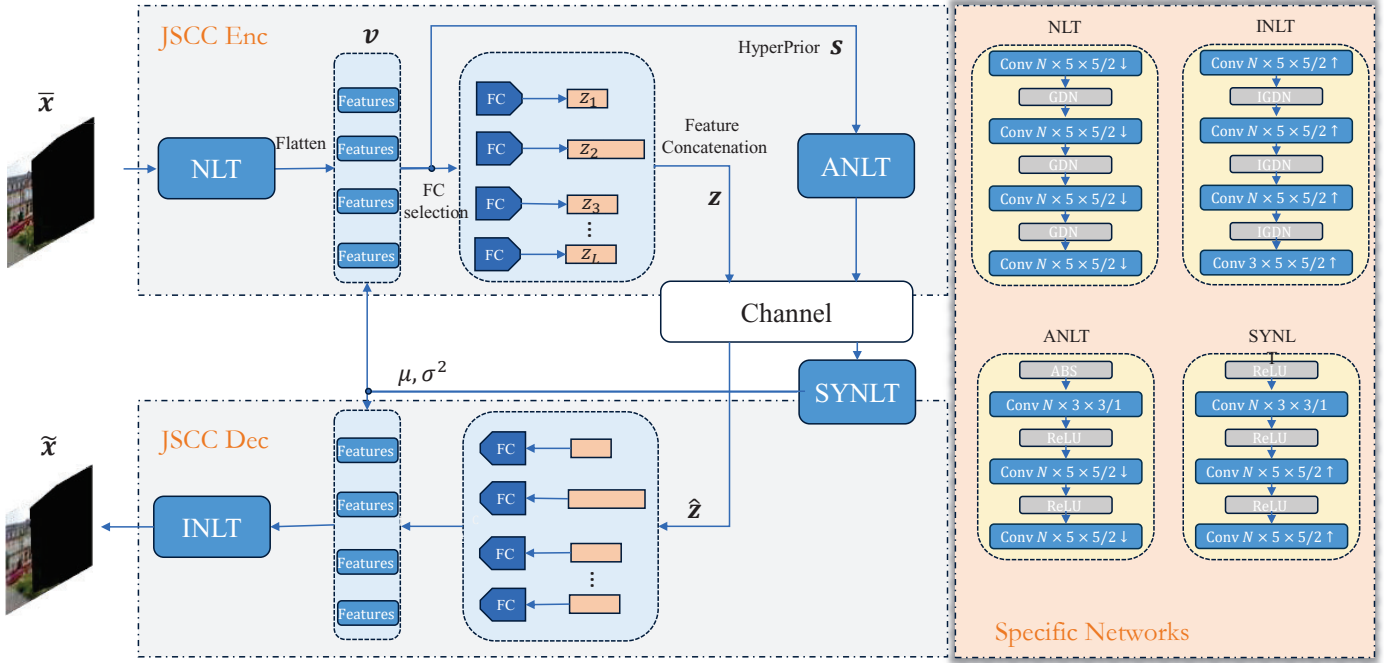 JSCC Enc
v
HyperPrior s
x̅
NLT
Flatten
Features
Features
Features
Features
FC
selection
FC
z₁
FC
z₂
FC
z₃
⋮
FC
z_L
Feature
Concatenation
z
ANLT
Channel
μ, σ²
SYNLT
JSCC Dec
x̃
INLT
Features
Features
Features
Features
FC
FC
FC
⋮
FC
ẑ
NLT
Conv N × 5 × 5/2 ↓
GDN
Conv N × 5 × 5/2 ↓
GDN
Conv N × 5 × 5/2 ↓
GDN
Conv N × 5 × 5/2 ↓
INLT
Conv N × 5 × 5/2 ↑
IGDN
Conv N × 5 × 5/2 ↑
IGDN
Conv N × 5 × 5/2 ↑
IGDN
Conv 3 × 5 × 5/2 ↑
ANLT
ABS
Conv N × 3 × 3/1
ReLU
Conv N × 5 × 5/2 ↓
ReLU
Conv N × 5 × 5/2 ↓
SYNL
T
ReLU
Conv N × 3 × 3/1
ReLU
Conv N × 5 × 5/2 ↑
ReLU
Conv N × 5 × 5/2 ↑
Specific Networks